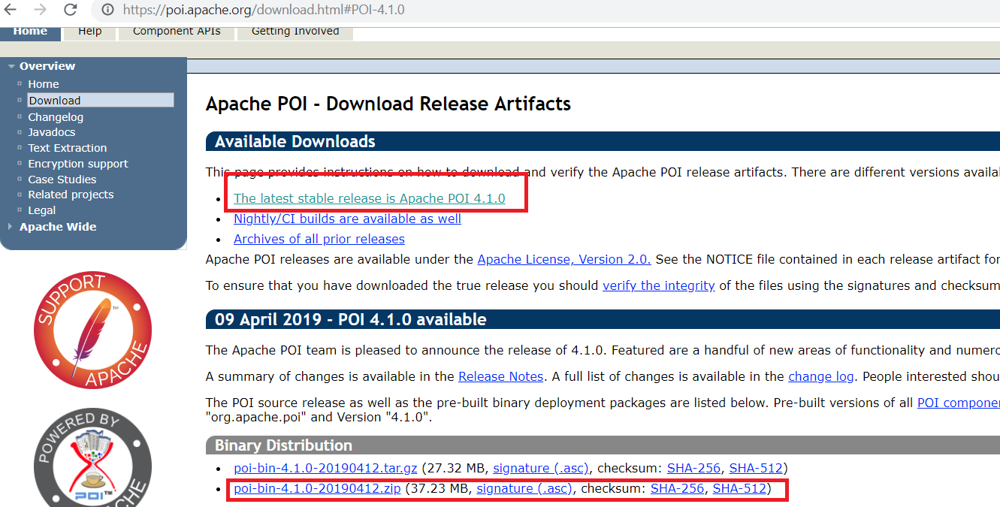 https://poi.apache.org/download.html#POI-4.1.0
Home Help Component APIs Getting Involved
Overview
Home
Download
Changelog
Javadocs
Text Extraction
Encryption support
Case Studies
Related projects
Legal
Apache Wide
SUPPORT APACHE
TM
POWERED BY
POI™
Apache POI - Download Release Artifacts
Available Downloads
This page provides instructions on how to download and verify the Apache POI release artifacts. There are different versions availa
The latest stable release is Apache POI 4.1.0
Nightly/CI builds are available as well
Archives of all prior releases
Apache POI releases are available under the Apache License, Version 2.0. See the NOTICE file contained in each release artifact for
To ensure that you have downloaded the true release you should verify the integrity of the files using the signatures and checksum
09 April 2019 - POI 4.1.0 available
The Apache POI team is pleased to announce the release of 4.1.0. Featured are a handful of new areas of functionality and numero
A summary of changes is available in the Release Notes. A full list of changes is available in the change log. People interested shou
The POI source release as well as the pre-built binary deployment packages are listed below. Pre-built versions of all POI componen
"org.apache.poi" and Version "4.1.0".
Binary Distribution
poi-bin-4.1.0-20190412.tar.gz (27.32 MB, signature (.asc), checksum: SHA-256, SHA-512)
poi-bin-4.1.0-20190412.zip (37.23 MB, signature (.asc), checksum: SHA-256, SHA-512)